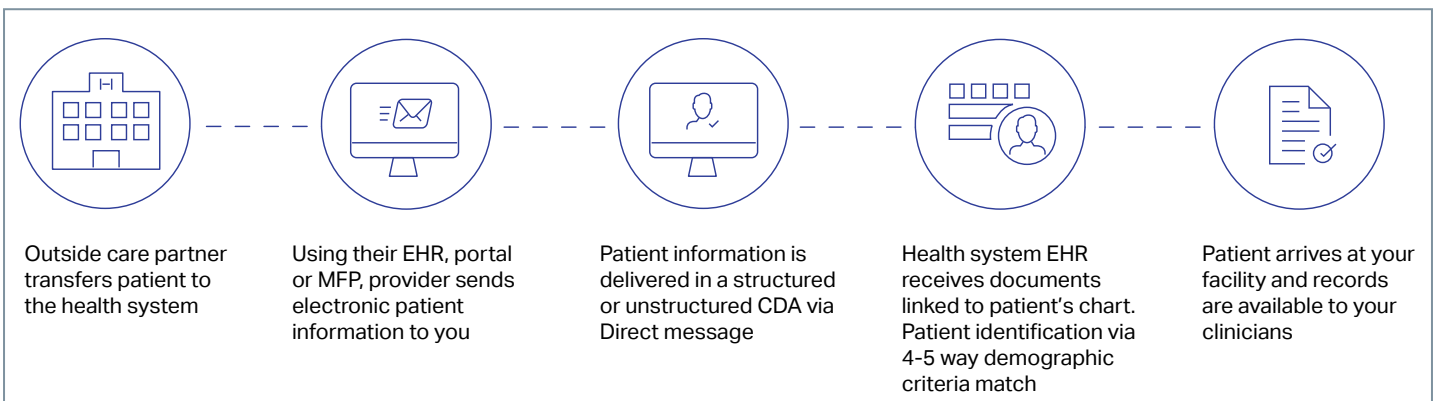 Outside care partner
transfers patient to
the health system
Using their EHR, portal
or MFP, provider sends
electronic patient
information to you
Patient information is
delivered in a structured
or unstructured CDA via
Direct message
Health system EHR
receives documents
linked to patient's chart.
Patient identification via
4-5 way demographic
criteria match
Patient arrives at your
facility and records
are available to your
clinicians